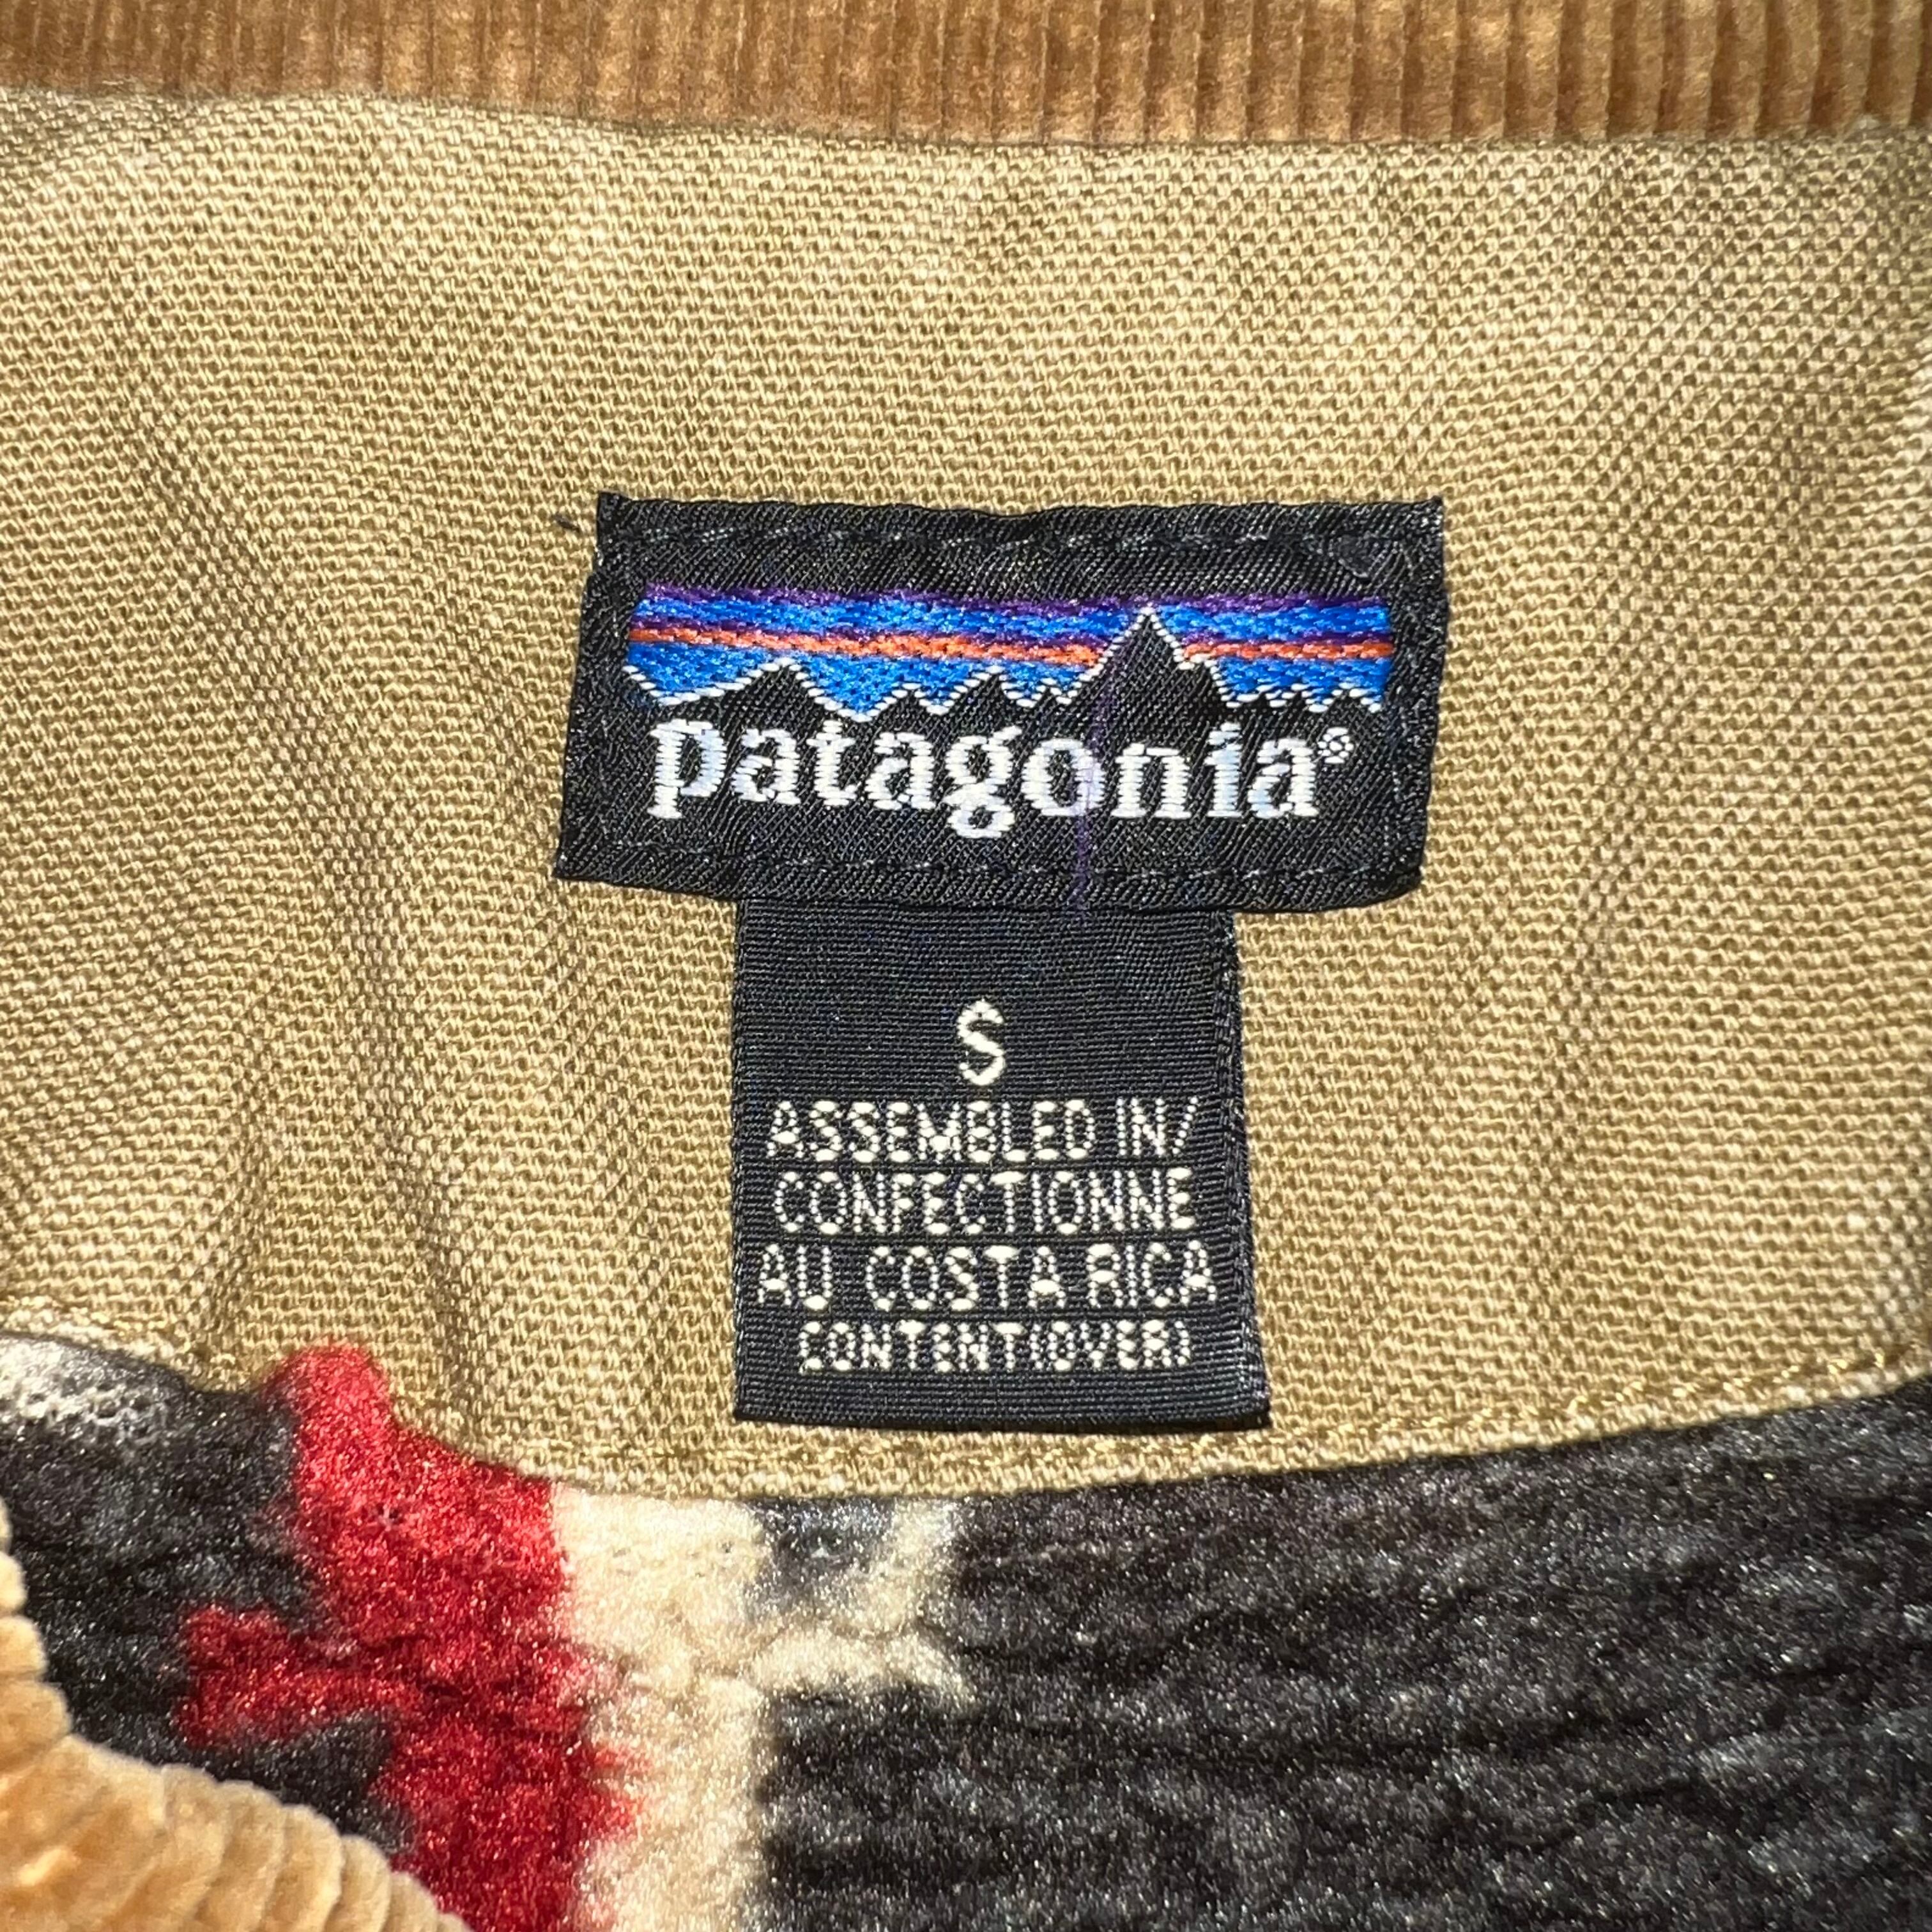 patagonia®
S
ASSEMBLED IN/
CONFECTIONNE
AU COSTA RICA
CONTENT(OVER)